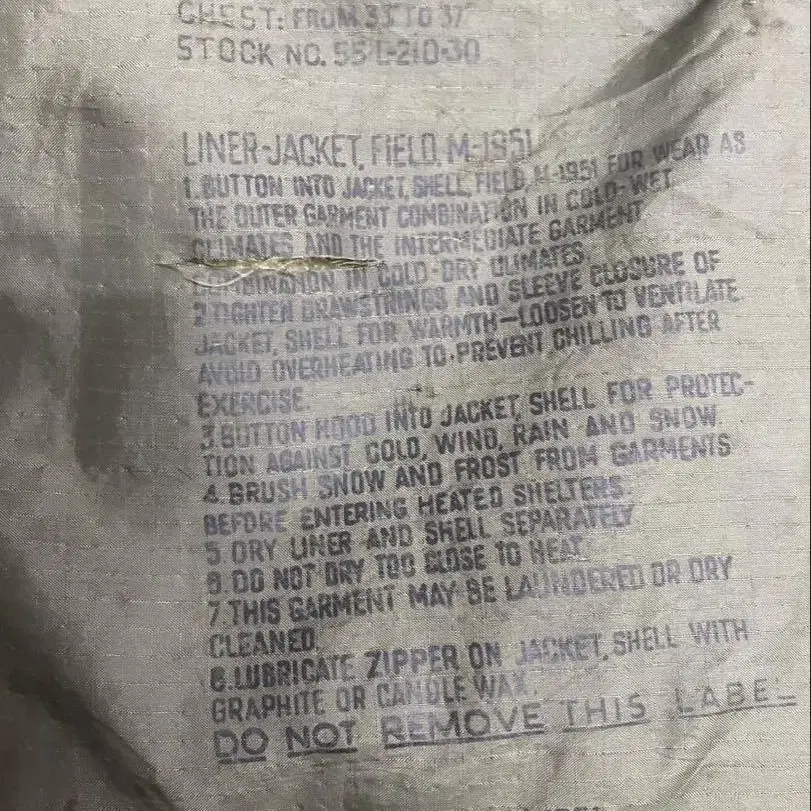 CHEST: FROM 33 TO 37
STOCK NO. 55-L-210-30
LINER-JACKET, FIELD, M-1951
1. BUTTON INTO JACKET, SHELL, FIELD, M-1951 FOR WEAR AS
THE OUTER GARMENT COMBINATION IN COLD-WET
CLIMATES AND THE INTERMEDIATE GARMENT
COMBINATION IN COLD-DRY CLIMATES.
2. TIGHTEN DRAWSTRINGS AND SLEEVE CLOSURE OF
JACKET, SHELL FOR WARMTH—LOOSEN TO VENTILATE.
AVOID OVERHEATING TO PREVENT CHILLING AFTER
EXERCISE.
3. BUTTON HOOD INTO JACKET, SHELL FOR PROTEC-
TION AGAINST COLD, WIND, RAIN AND SNOW.
4. BRUSH SNOW AND FROST FROM GARMENTS
BEFORE ENTERING HEATED SHELTERS.
5. DRY LINER AND SHELL SEPARATELY
6. DO NOT DRY TOO CLOSE TO HEAT.
7. THIS GARMENT MAY BE LAUNDERED OR DRY
CLEANED.
8. LUBRICATE ZIPPER ON JACKET, SHELL WITH
GRAPHITE OR CANDLE WAX.
DO NOT REMOVE THIS LABEL